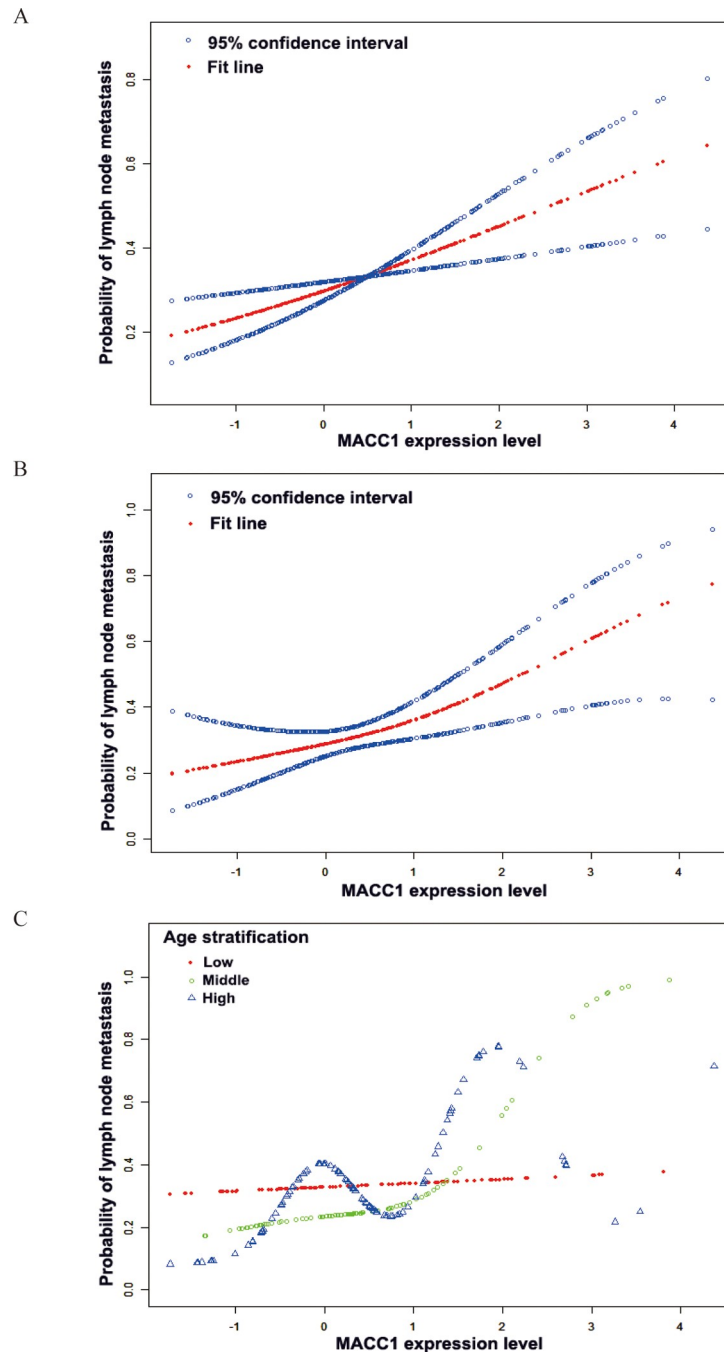 A
95% confidence interval
Fit line
Probability of lymph node metastasis
0.8
0.6
0.4
0.2
-1 0 1 2 3 4
MACC1 expression level
B
95% confidence interval
Fit line
Probability of lymph node metastasis
1.0
0.8
0.6
0.4
0.2
0.0
-1 0 1 2 3 4
MACC1 expression level
C
Age stratification
Low
Middle
High
Probability of lymph node metastasis
1.0
0.8
0.6
0.4
0.2
0.0
-1 0 1 2 3 4
MACC1 expression level